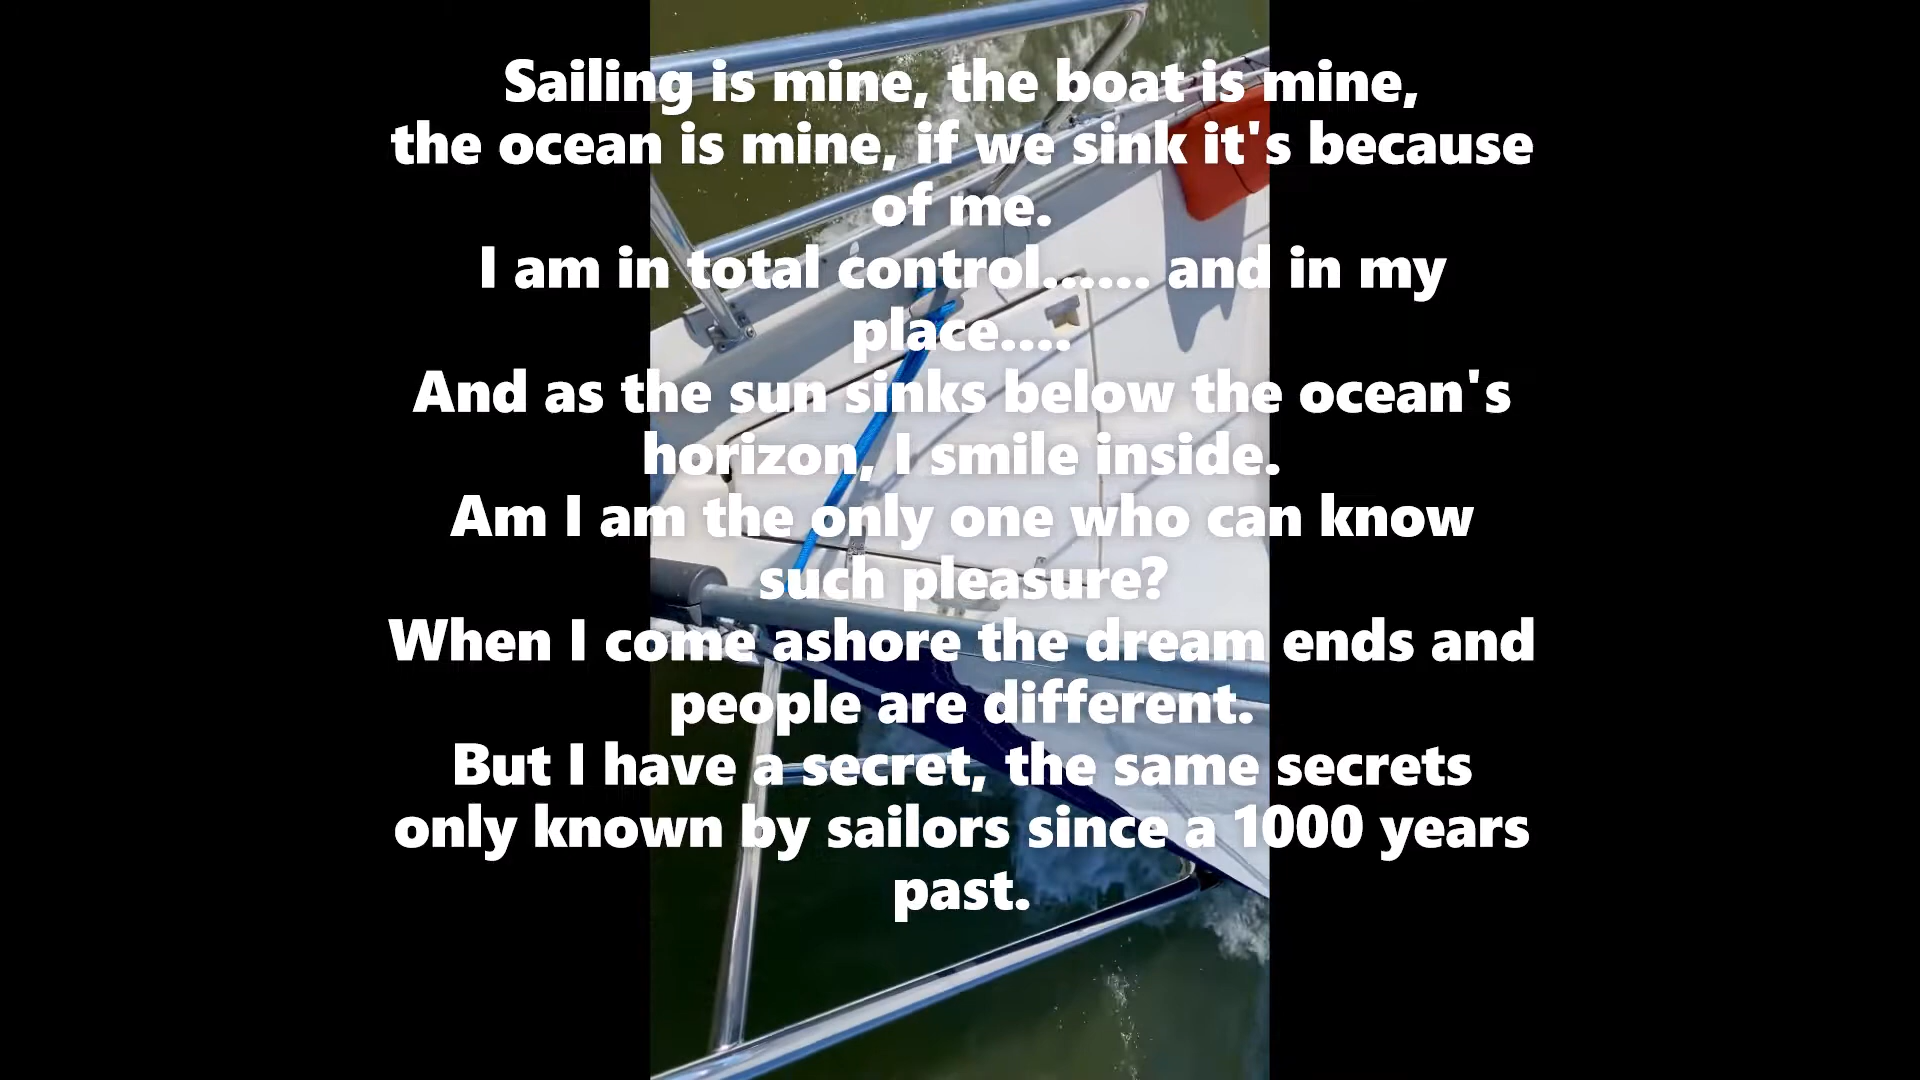 Sailing is mine, the boat is mine,
the ocean is mine, if we sink it's because
of me.
I am in total control...... and in my
place....
And as the sun sinks below the ocean's
horizon, I smile inside.
Am I am the only one who can know
such pleasure?
When I come ashore the dream ends and
people are different.
But I have a secret, the same secrets
only known by sailors since a 1000 years
past.